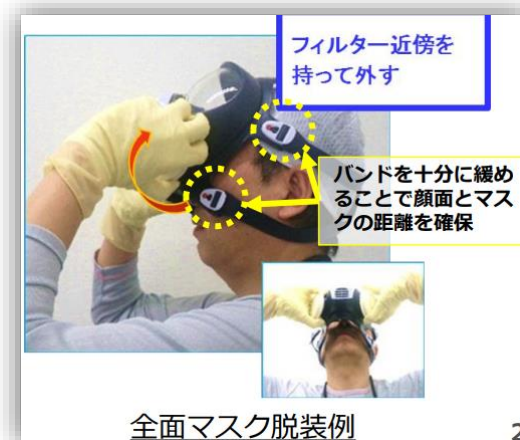 フィルター近傍を
持って外す
バンドを十分に緩め
ることで顔面とマス
クの距離を確保
全面マスク脱装例
2